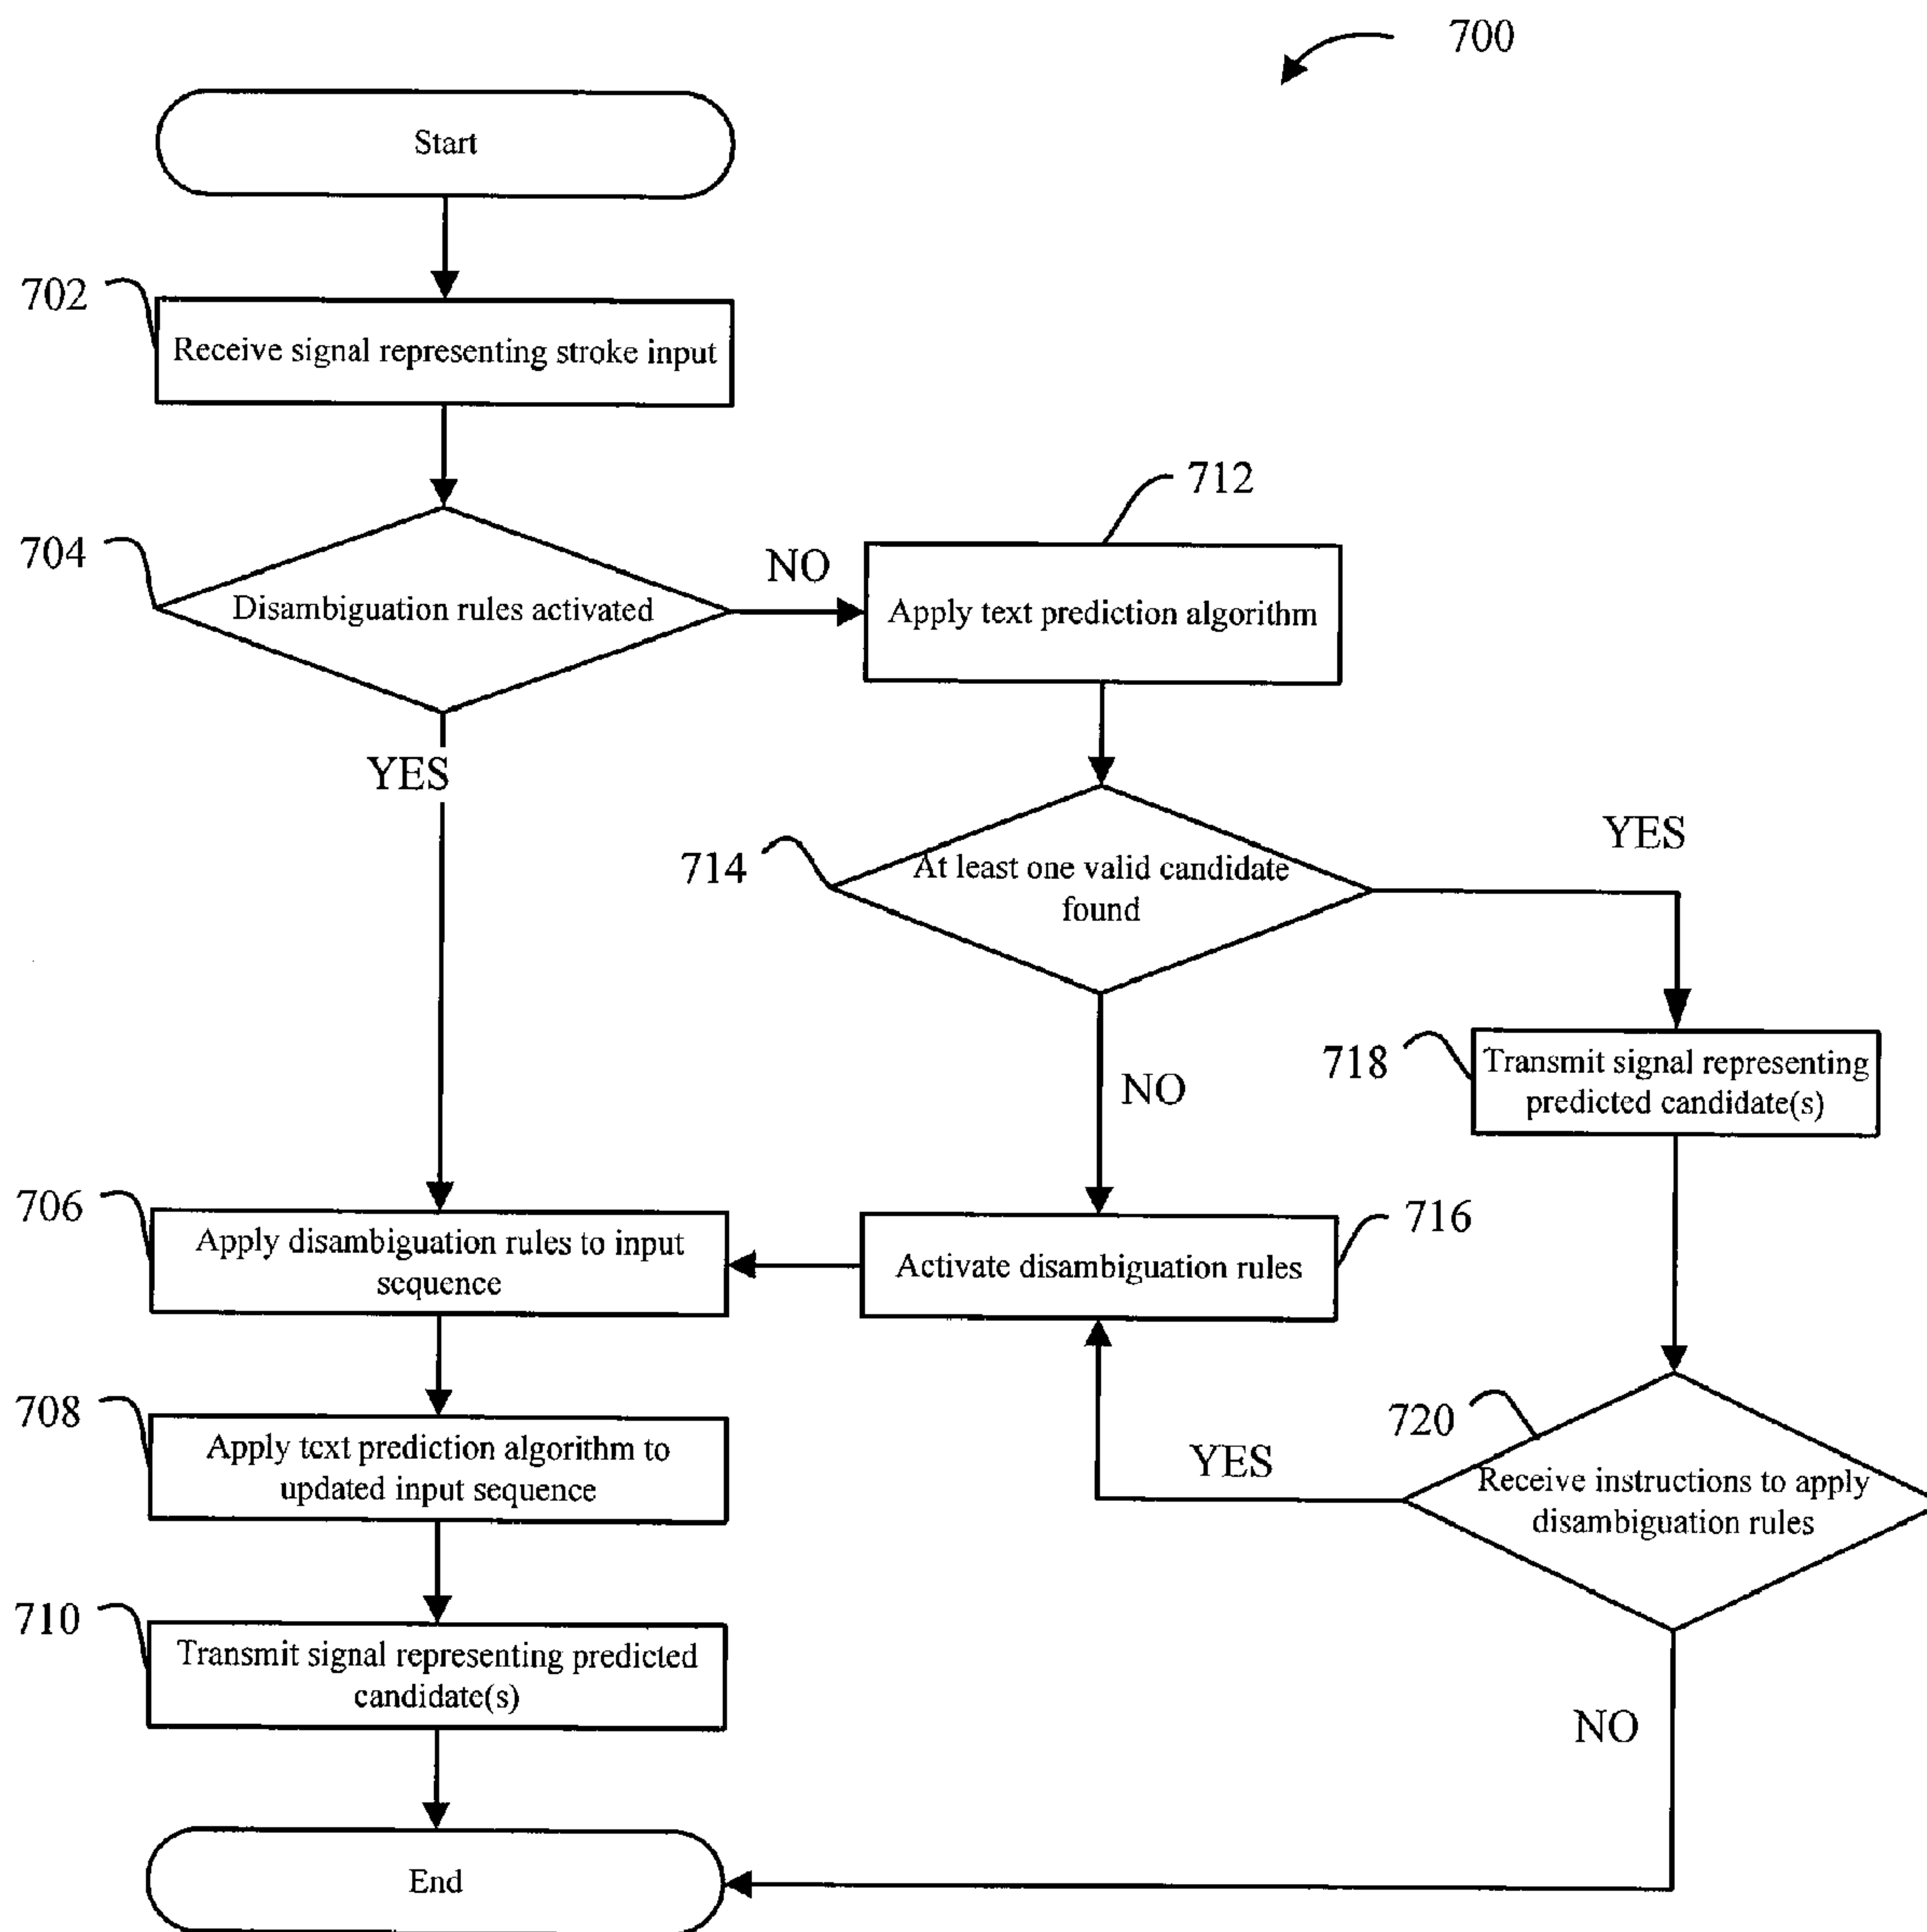 700
Start
702
Receive signal representing stroke input
704
Disambiguation rules activated
NO
712
Apply text prediction algorithm
YES
714
At least one valid candidate
found
YES
NO
718
Transmit signal representing
predicted candidate(s)
706
Apply disambiguation rules to input
sequence
716
Activate disambiguation rules
708
Apply text prediction algorithm to
updated input sequence
720
Receive instructions to apply
disambiguation rules
YES
NO
710
Transmit signal representing predicted
candidate(s)
End